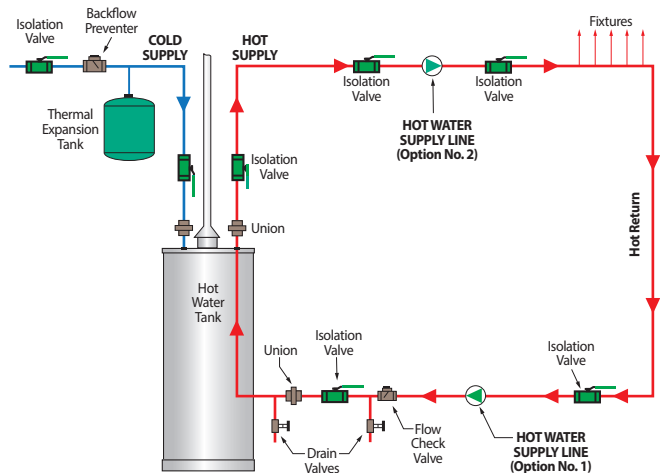 Isolation
Valve
Backflow
Preventer
COLD
SUPPLY
HOT
SUPPLY
Fixtures
Isolation
Valve
Isolation
Valve
HOT WATER
SUPPLY LINE
(Option No. 2)
Thermal
Expansion
Tank
Isolation
Valve
Union
Hot Return
Hot
Water
Tank
Union
Isolation
Valve
Isolation
Valve
Drain
Valves
Flow
Check
Valve
HOT WATER
SUPPLY LINE
(Option No. 1)